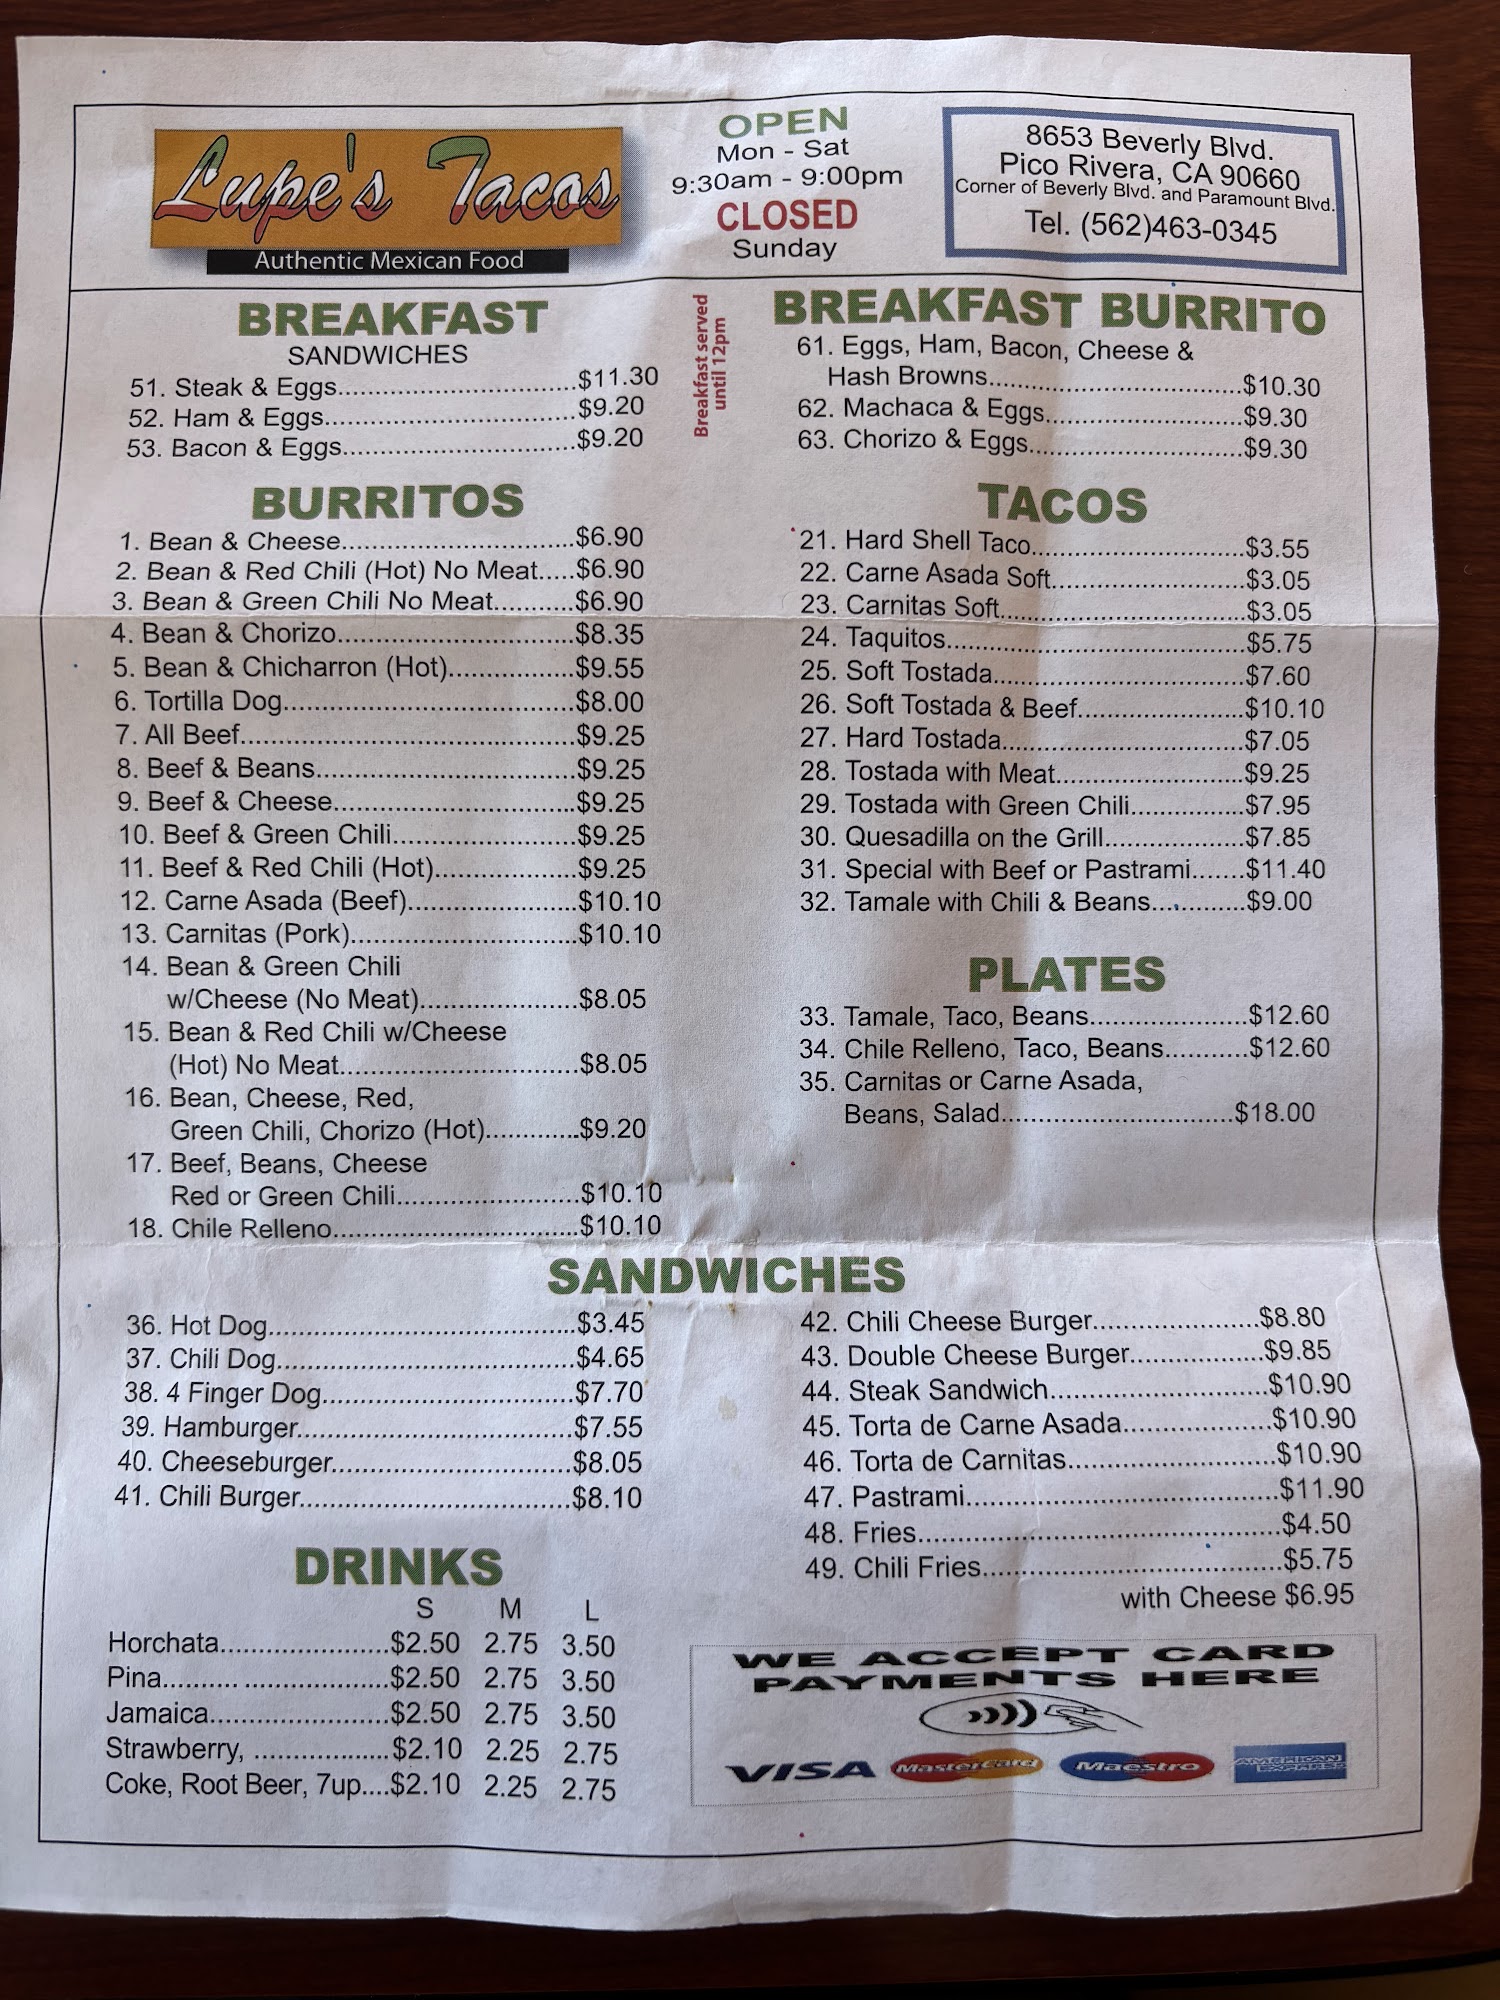 Lupe's Tacos
Authentic Mexican Food
OPEN
Mon - Sat
9:30am - 9:00pm
CLOSED
Sunday
8653 Beverly Blvd.
Pico Rivera, CA 90660
Corner of Beverly Blvd. and Paramount Blvd.
Tel. (562)463-0345
BREAKFAST
SANDWICHES
51. Steak & Eggs..............................$11.30
52. Ham & Eggs...............................$9.20
53. Bacon & Eggs.............................$9.20
Breakfast served
until 12pm
BREAKFAST BURRITO
61. Eggs, Ham, Bacon, Cheese &
Hash Browns................................$10.30
62. Machaca & Eggs.........................$9.30
63. Chorizo & Eggs...........................$9.30
BURRITOS
1. Bean & Cheese.............................$6.90
2. Bean & Red Chili (Hot) No Meat.....$6.90
3. Bean & Green Chili No Meat..........$6.90
4. Bean & Chorizo..............................$8.35
5. Bean & Chicharron (Hot)................$9.55
6. Tortilla Dog.....................................$8.00
7. All Beef..........................................$9.25
8. Beef & Beans.................................$9.25
9. Beef & Cheese...............................$9.25
10. Beef & Green Chili.......................$9.25
11. Beef & Red Chili (Hot)..................$9.25
12. Carne Asada (Beef)......................$10.10
13. Carnitas (Pork).............................$10.10
14. Bean & Green Chili
w/Cheese (No Meat)....................$8.05
15. Bean & Red Chili w/Cheese
(Hot) No Meat..............................$8.05
16. Bean, Cheese, Red,
Green Chili, Chorizo (Hot)............$9.20
17. Beef, Beans, Cheese
Red or Green Chili.......................$10.10
18. Chile Relleno...............................$10.10
TACOS
21. Hard Shell Taco...........................$3.55
22. Carne Asada Soft........................$3.05
23. Carnitas Soft...............................$3.05
24. Taquitos......................................$5.75
25. Soft Tostada................................$7.60
26. Soft Tostada & Beef.....................$10.10
27. Hard Tostada..............................$7.05
28. Tostada with Meat.......................$9.25
29. Tostada with Green Chili..............$7.95
30. Quesadilla on the Grill.................$7.85
31. Special with Beef or Pastrami.......$11.40
32. Tamale with Chili & Beans............$9.00
PLATES
33. Tamale, Taco, Beans....................$12.60
34. Chile Relleno, Taco, Beans...........$12.60
35. Carnitas or Carne Asada,
Beans, Salad..............................$18.00
SANDWICHES
36. Hot Dog.......................................$3.45
37. Chili Dog......................................$4.65
38. 4 Finger Dog................................$7.70
39. Hamburger...................................$7.55
40. Cheeseburger..............................$8.05
41. Chili Burger..................................$8.10
42. Chili Cheese Burger.....................$8.80
43. Double Cheese Burger.................$9.85
44. Steak Sandwich...........................$10.90
45. Torta de Carne Asada..................$10.90
46. Torta de Carnitas.........................$10.90
47. Pastrami......................................$11.90
48. Fries...........................................$4.50
49. Chili Fries....................................$5.75
with Cheese $6.95
DRINKS
S M L
Horchata......................$2.50 2.75 3.50
Pina.......... ...................$2.50 2.75 3.50
Jamaica.......................$2.50 2.75 3.50
Strawberry, ..................$2.10 2.25 2.75
Coke, Root Beer, 7up....$2.10 2.25 2.75
WE ACCEPT CARD
PAYMENTS HERE
VISA MasterCard Maestro AMERICAN EXPRESS